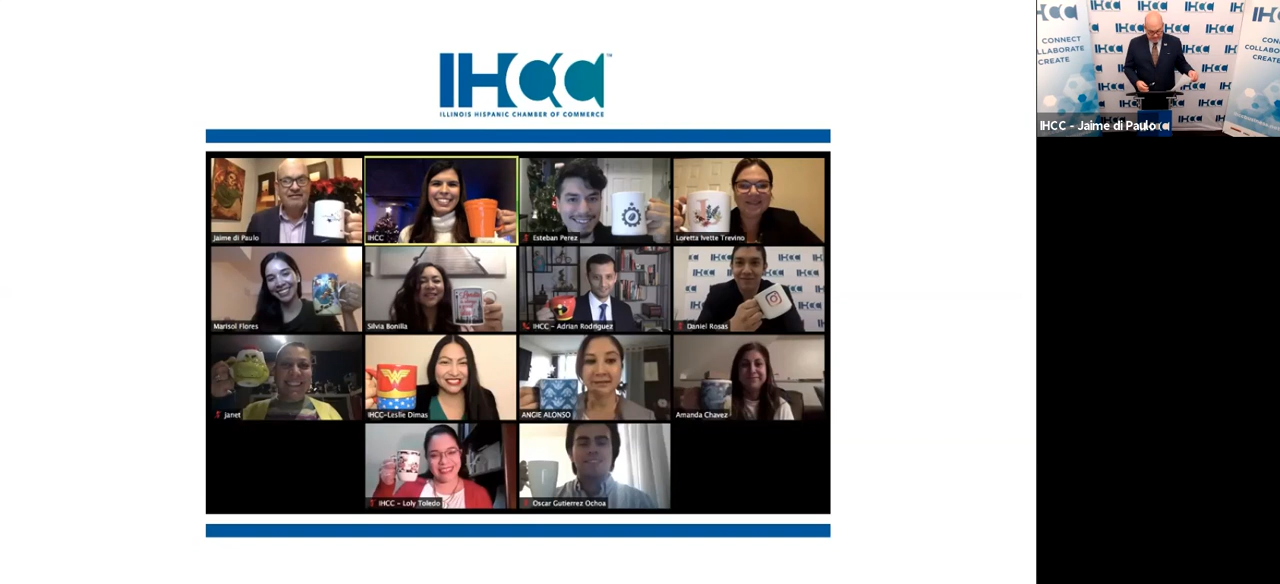 IHCC™
ILLINOIS HISPANIC CHAMBER OF COMMERCE
Jaime di Paulo
IHCC
Esteban Perez
Loretta Ivette Trevino
Marisol Flores
Silvia Bonilla
IHCC - Adrian Rodriguez
Daniel Rosas
Janet
IHCC-Leslie Dimas
ANGIE ALONSO
Amanda Chavez
IHCC - Loly Toledo
Oscar Gutierrez Ochoa
CONNECT
COLLABORATE
CREATE
IHCC
IHCC - Jaime di Paulo